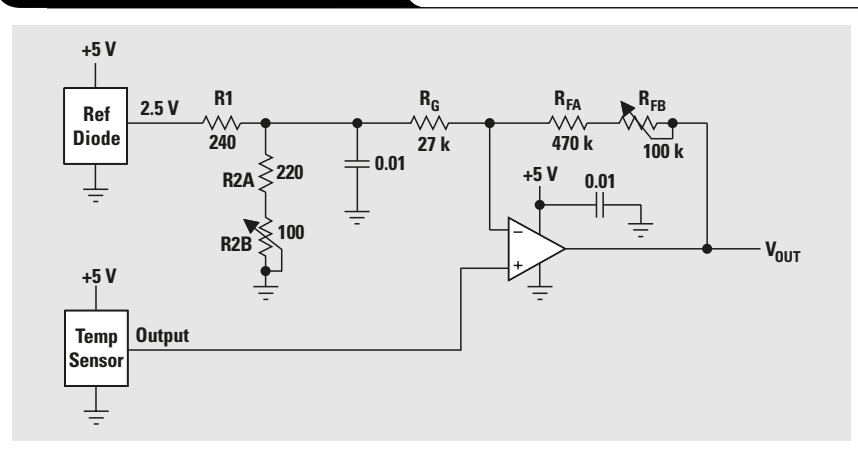 +5 V
Ref
Diode
2.5 V
R1
240
R2A
220
R2B
100
0.01
RG
27 k
RFA
470 k
RFB
100 k
+5 V
0.01
−
+
VOUT
+5 V
Temp
Sensor
Output